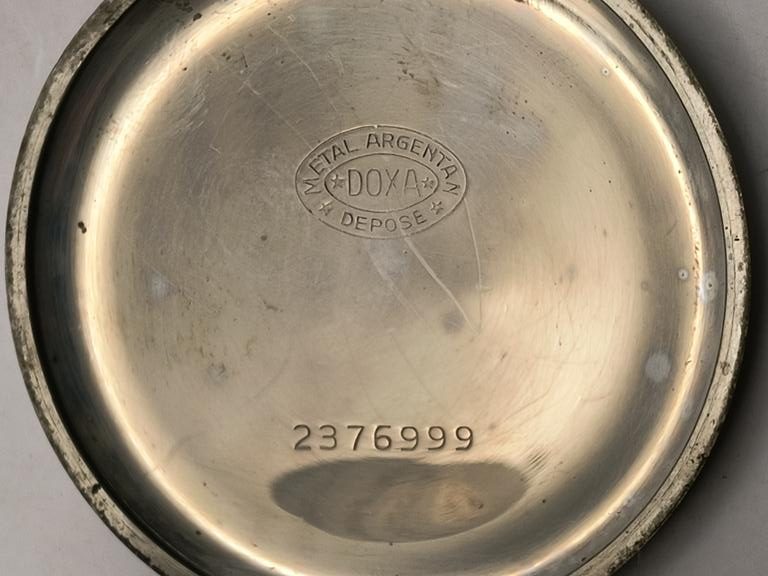 METAL ARGENTAN
DOXA
DEPOSE
2376999